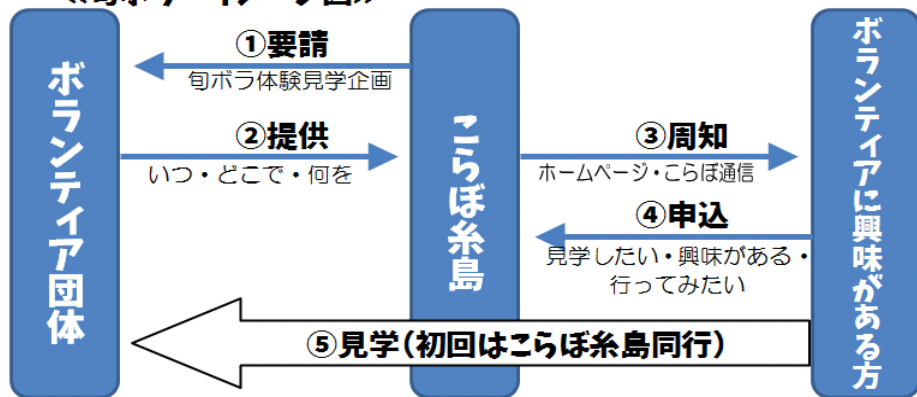 ボランティア団体
①要請
旬ボラ体験見学企画
②提供
いつ・どこで・何を
こらぼ糸島
③周知
ホームページ・こらぼ通信
④申込
見学したい・興味がある・
行ってみたい
ボランティアに興味がある方
⑤見学（初回はこらぼ糸島同行）